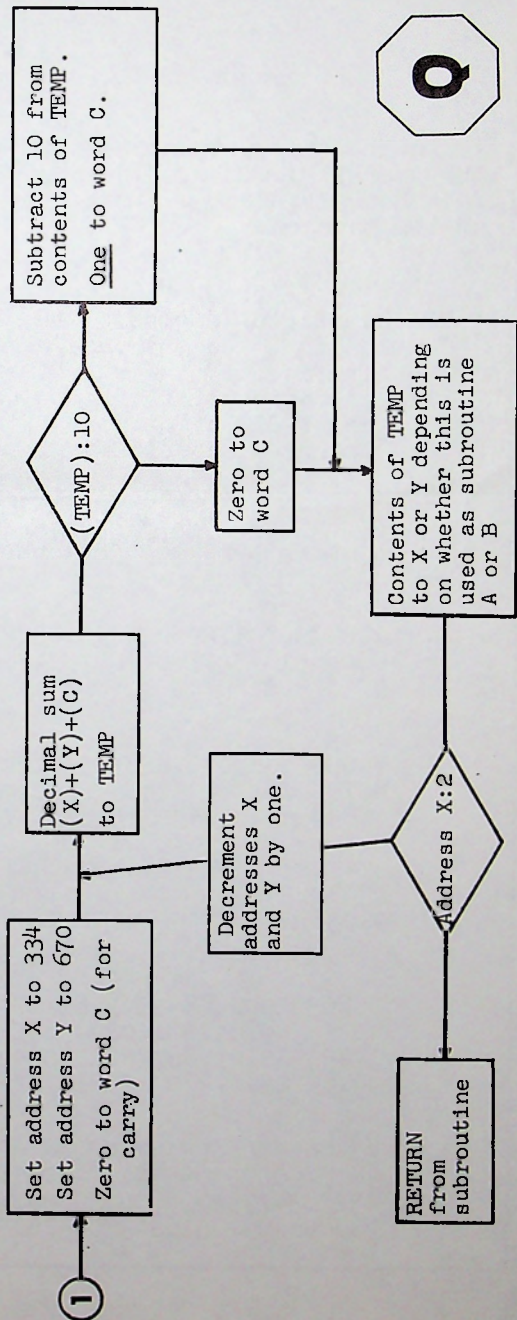 1
Set address X to 334
Set address Y to 670
Zero to word C (for
carry)
Decimal sum
(X)+(Y)+(C)
to TEMP
(TEMP):10
Subtract 10 from
contents of TEMP.
One to word C.
Zero to
word C
Contents of TEMP
to X or Y depending
on whether this is
used as subroutine
A or B
Address X:2
Decrement
addresses X
and Y by one.
RETURN
from
subroutine
Q